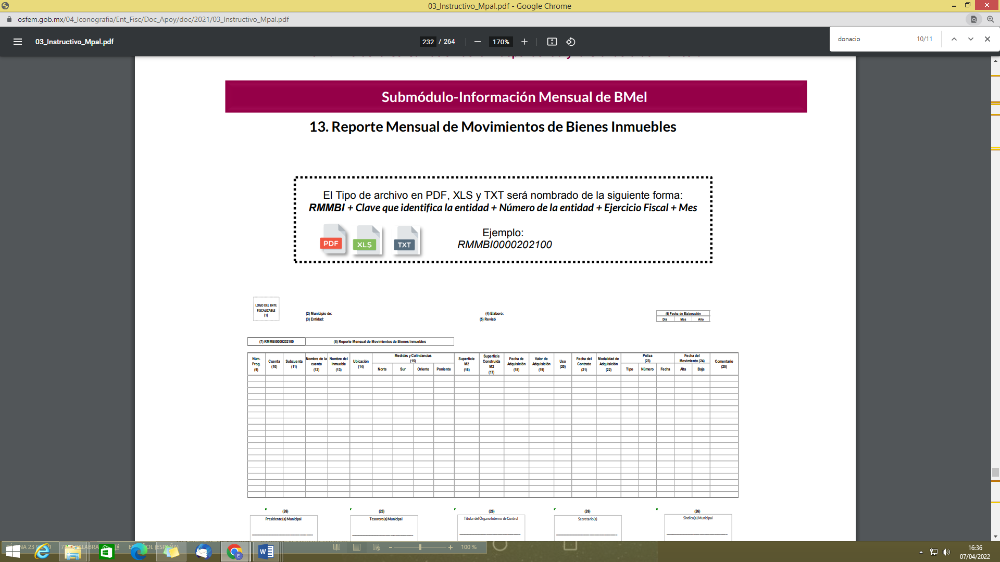 03_Instructivo_Mpal.pdf - Google Chrome
osfem.gob.mx/04_Iconografia/Ent_Fisc/Doc_Apoy/doc/2021/03_Instructivo_Mpal.pdf
03_Instructivo_Mpal.pdf
232 / 264
170%
donacio
10/11
Submódulo-Información Mensual de BMeI
13. Reporte Mensual de Movimientos de Bienes Inmuebles
El Tipo de archivo en PDF, XLS y TXT será nombrado de la siguiente forma:
RMMBI + Clave que identifica la entidad + Número de la entidad + Ejercicio Fiscal + Mes
PDF
XLS
TXT
Ejemplo:
RMMBI0000202100
LOGO DEL ENTE
FISCALIZABLE
(1)
(2) Municipio de:
(3) Entidad:
(4) Elaboró:
(5) Revisó
(6) Fecha de Elaboración
Día Mes Año
(7) RMMBI0000202100
(8) Reporte Mensual de Movimientos de Bienes Inmuebles
Núm. Prog. (9)
Cuenta (10)
Subcuenta (11)
Nombre de la cuenta (12)
Nombre del Inmueble (13)
Ubicación (14)
Medidas y Colindancias (15)
Norte Sur Oriente Poniente
Superficie M2 (16)
Superficie Construida M2 (17)
Fecha de Adquisición (18)
Valor de Adquisición (19)
Uso (20)
Fecha del Contrato (21)
Modalidad de Adquisición (22)
Póliza (23)
Tipo Número Fecha
Fecha del Movimiento (24)
Alta Baja
Comentario (25)
(26) (26) (26) (26) (26)
Presidente (a) Municipal
Tesorero(a) Municipal
Titular del Órgano Interno de Control
Secretario(a)
Síndico(a) Municipal
PÁGINA 23 D
ESPAÑOL (ESPAÑA)
100 %
16:36
07/04/2022